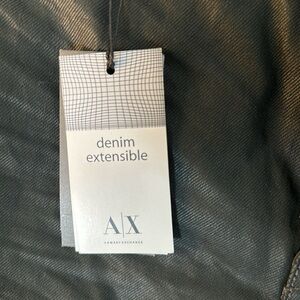 denim
extensible
A|X
ARMANI EXCHANGE